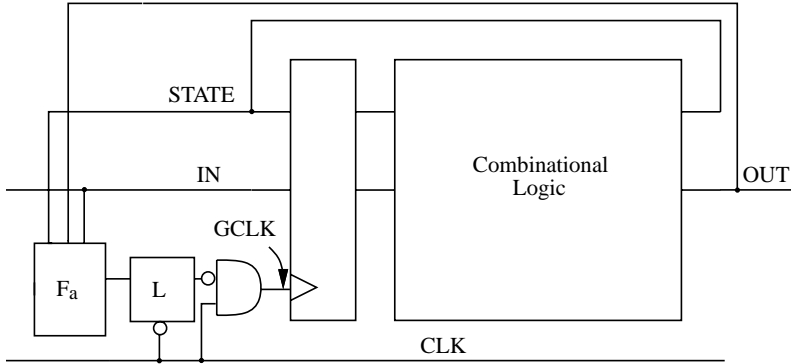 STATE
IN
Combinational
Logic
OUT
GCLK
Fa
L
CLK